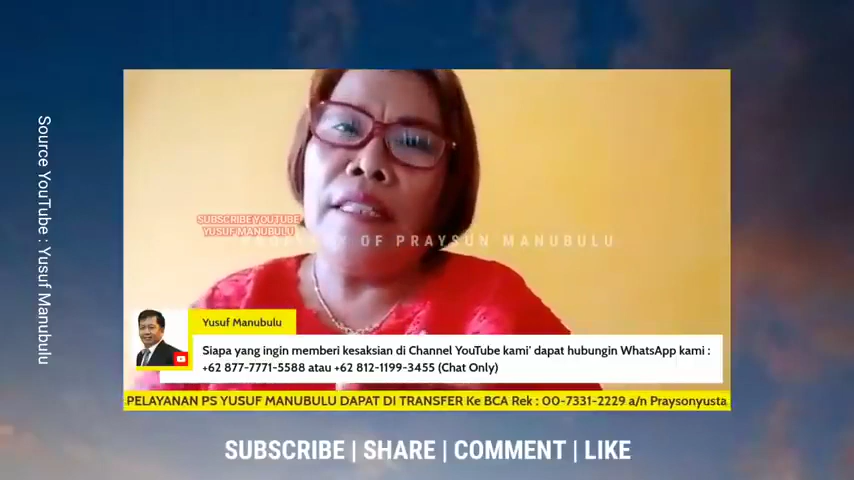 Source YouTube : Yusuf Manubulu
SUBSCRIBE YOUTUBE
YUSUF MANUBULU
OF PRAYSUN MANUBULU
Yusuf Manubulu
Siapa yang ingin memberi kesaksian di Channel YouTube kami' dapat hubungin WhatsApp kami :
+62 877-7771-5588 atau +62 812-1199-3455 (Chat Only)
PELAYANAN PS YUSUF MANUBULU DAPAT DI TRANSFER Ke BCA Rek : 00-7331-2229 a/n Praysonyusta
SUBSCRIBE | SHARE | COMMENT | LIKE